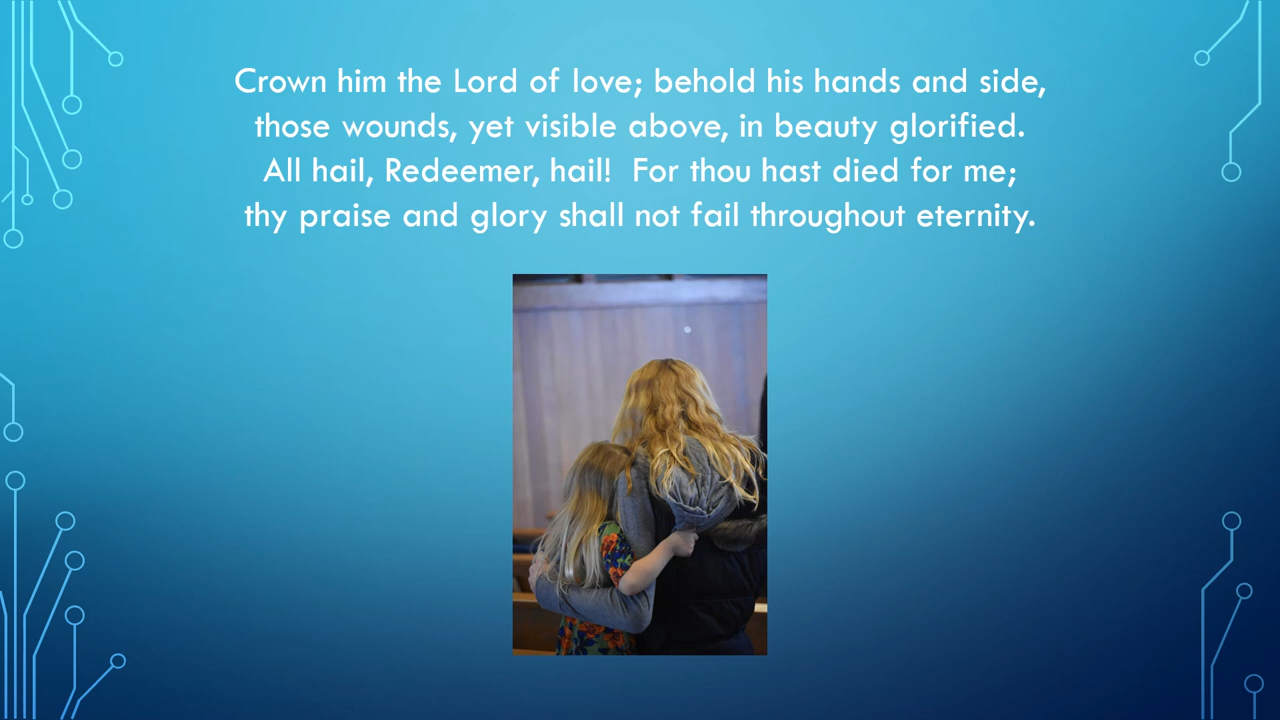 Crown him the Lord of love; behold his hands and side,
those wounds, yet visible above, in beauty glorified.
All hail, Redeemer, hail!  For thou hast died for me;
thy praise and glory shall not fail throughout eternity.